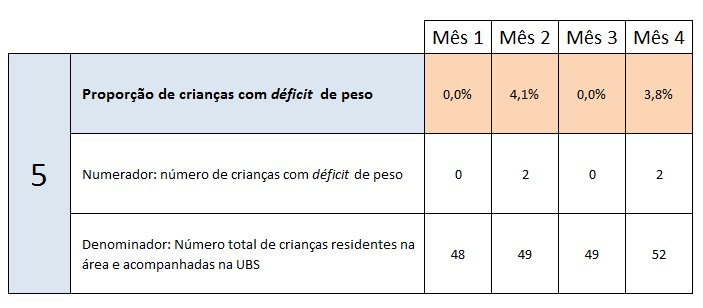 Mês 1 Mês 2 Mês 3 Mês 4
5
Proporção de crianças com déficit de peso 0,0% 4,1% 0,0% 3,8%
Numerador: número de crianças com déficit de peso 0 2 0 2
Denominador: Número total de crianças residentes na
área e acompanhadas na UBS 48 49 49 52